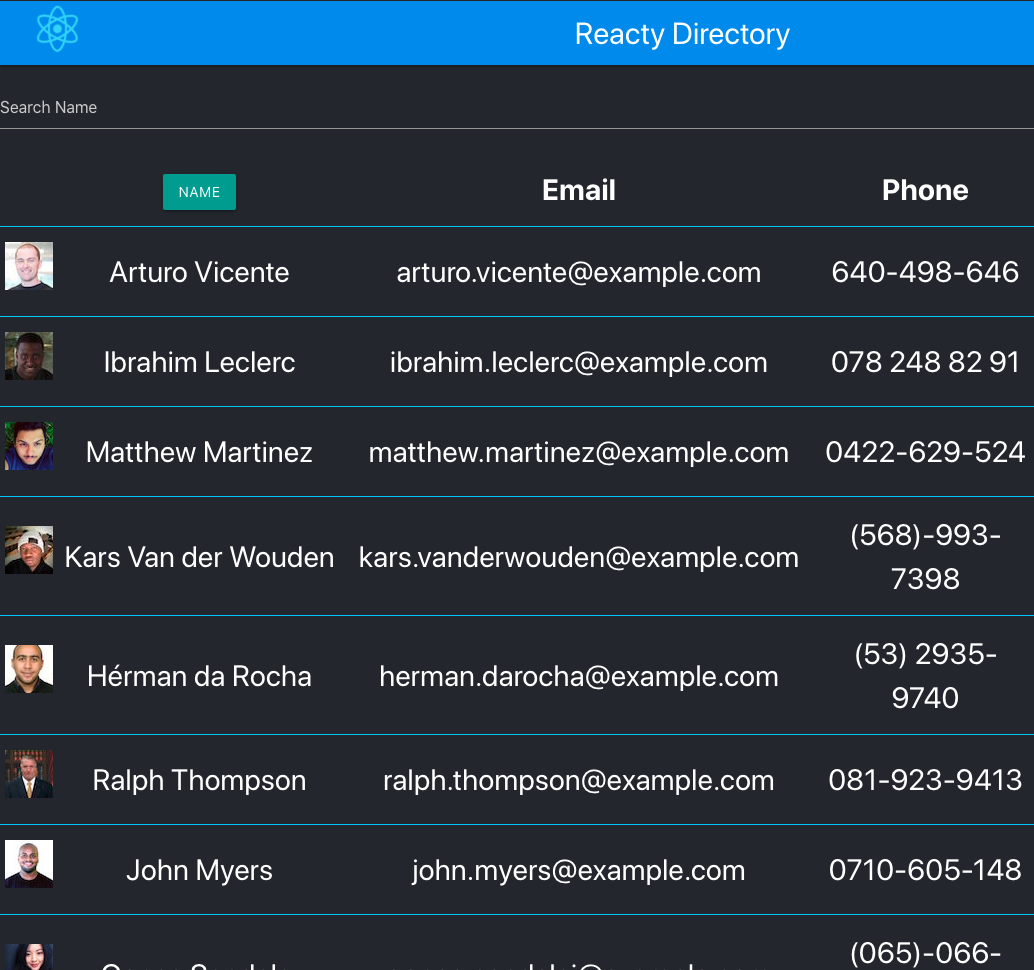 Reacty Directory
Search Name
NAME Email Phone
Arturo Vicente arturo.vicente@example.com 640-498-646
Ibrahim Leclerc ibrahim.leclerc@example.com 078 248 82 91
Matthew Martinez matthew.martinez@example.com 0422-629-524
Kars Van der Wouden kars.vanderwouden@example.com (568)-993-
7398
Hérman da Rocha herman.darocha@example.com (53) 2935-
9740
Ralph Thompson ralph.thompson@example.com 081-923-9413
John Myers john.myers@example.com 0710-605-148
(065)-066-